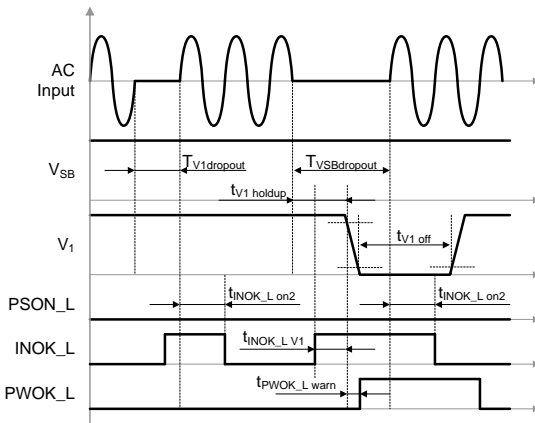 AC
Input
T_V1dropout
V_SB
T_VSBdropout
t_V1 holdup
V_1
t_V1 off
PSON_L
t_INOK_L on2
t_INOK_L on2
INOK_L
t_INOK_L V1
t_PWOK_L warn
PWOK_L